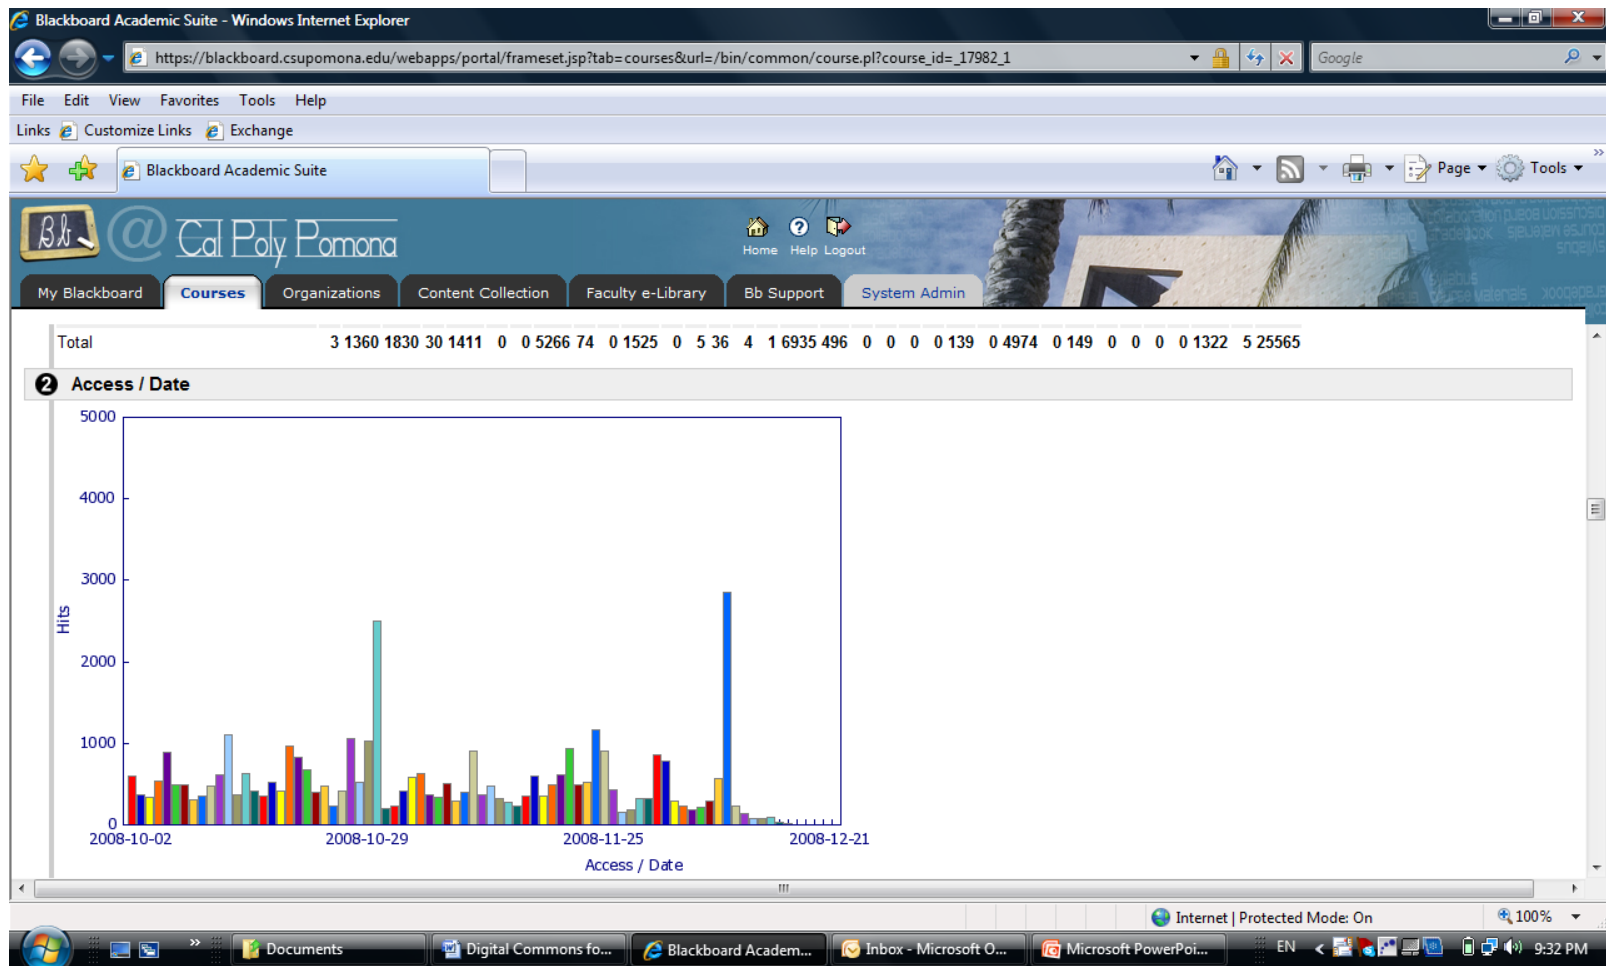 Blackboard Academic Suite - Windows Internet Explorer
https://blackboard.csupomona.edu/webapps/portal/frameset.jsp?tab=courses&url=/bin/common/course.pl?course_id=_17982_1
Google
File Edit View Favorites Tools Help
Links Customize Links Exchange
Blackboard Academic Suite
Page Tools
Bb @ Cal Poly Pomona
Home Help Logout
My Blackboard Courses Organizations Content Collection Faculty e-Library Bb Support System Admin
Total 3 1360 1830 30 1411 0 0 5266 74 0 1525 0 5 36 4 1 6935 496 0 0 0 0 139 0 4974 0 149 0 0 0 0 1322 5 25565
2 Access / Date
5000
4000
3000
Hits
2000
1000
0
2008-10-02 2008-10-29 2008-11-25 2008-12-21
Access / Date
Internet | Protected Mode: On 100%
Documents Digital Commons fo... Blackboard Academ... Inbox - Microsoft O... Microsoft PowerPoi... EN 9:32 PM